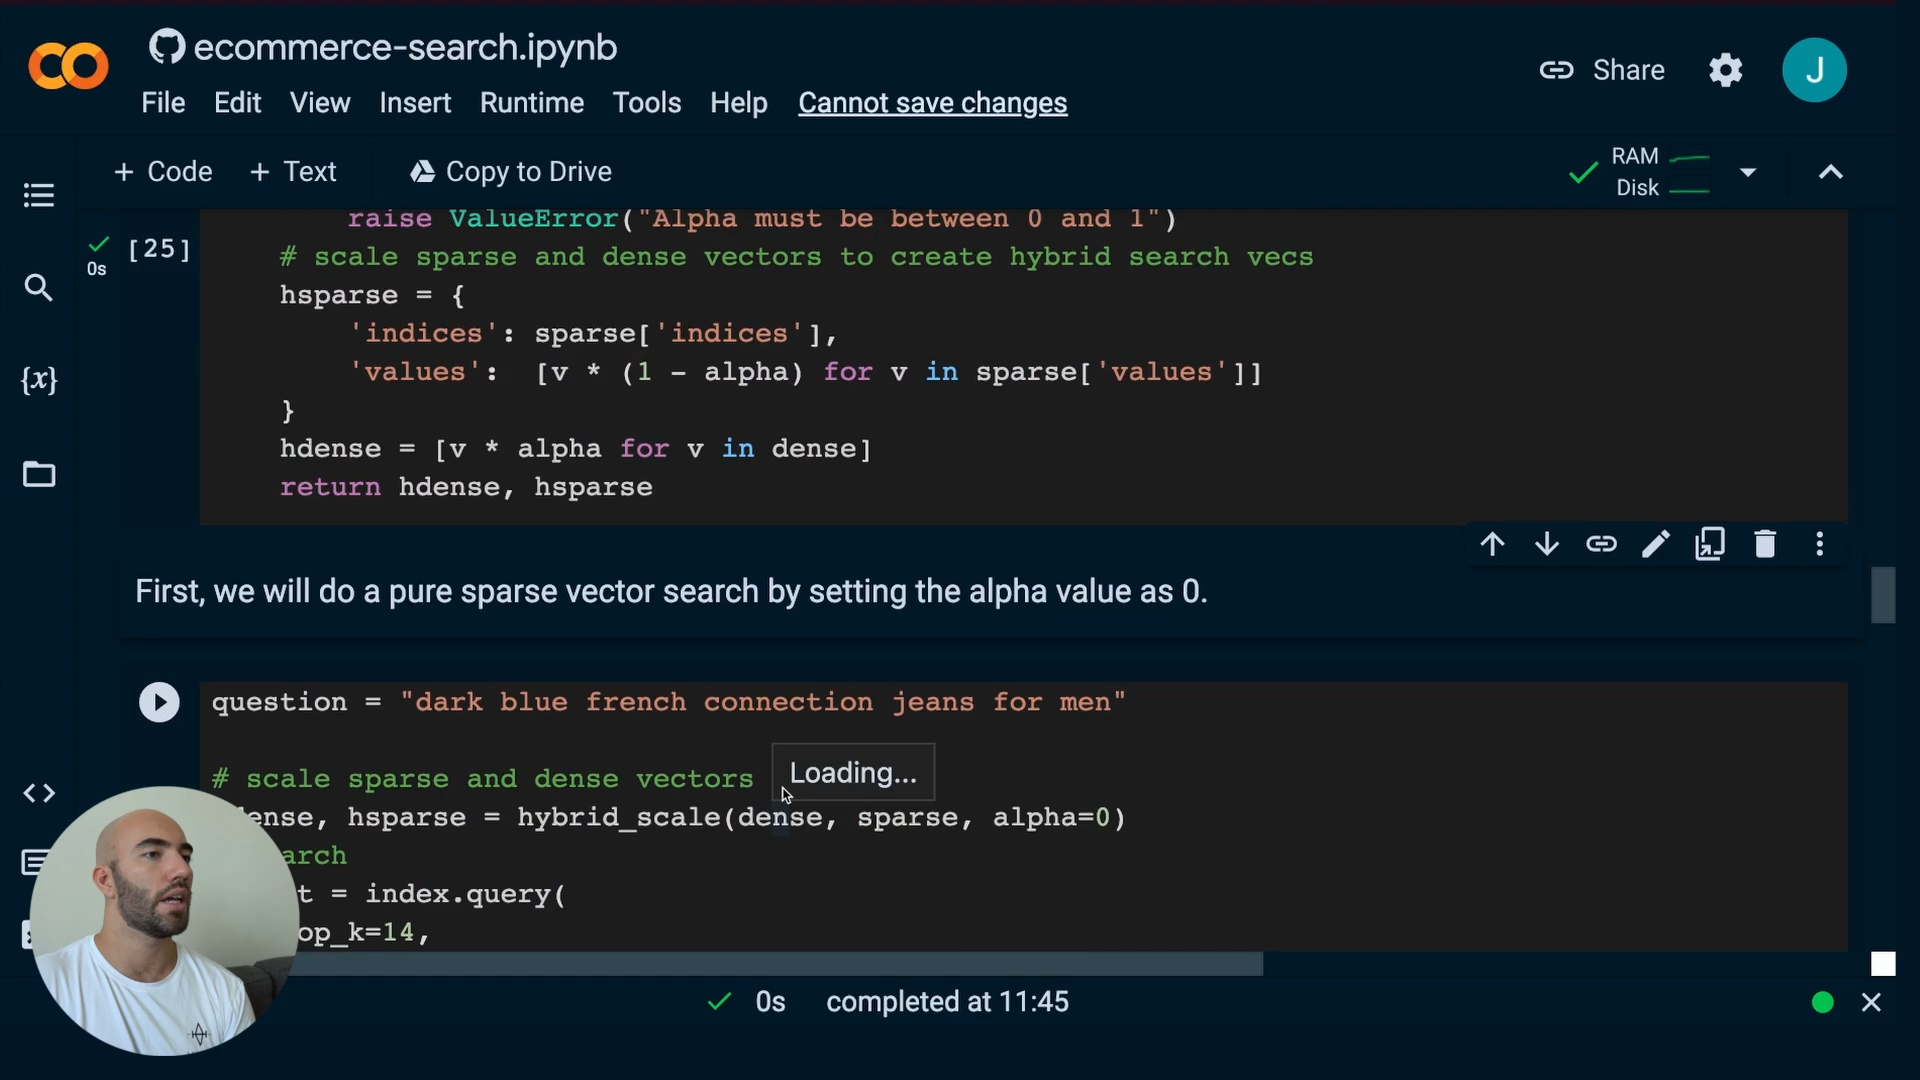 ecommerce-search.ipynb
File Edit View Insert Runtime Tools Help Cannot save changes
Share
J
+ Code + Text Copy to Drive
RAM
Disk
raise ValueError("Alpha must be between 0 and 1")
[25]
0s
# scale sparse and dense vectors to create hybrid search vecs
hsparse = {
'indices': sparse['indices'],
'values': [v * (1 - alpha) for v in sparse['values']]
}
hdense = [v * alpha for v in dense]
return hdense, hsparse
First, we will do a pure sparse vector search by setting the alpha value as 0.
question = "dark blue french connection jeans for men"
# scale sparse and dense vectors
Loading...
ense, hsparse = hybrid_scale(dense, sparse, alpha=0)
arch
t = index.query(
op_k=14,
0s completed at 11:45